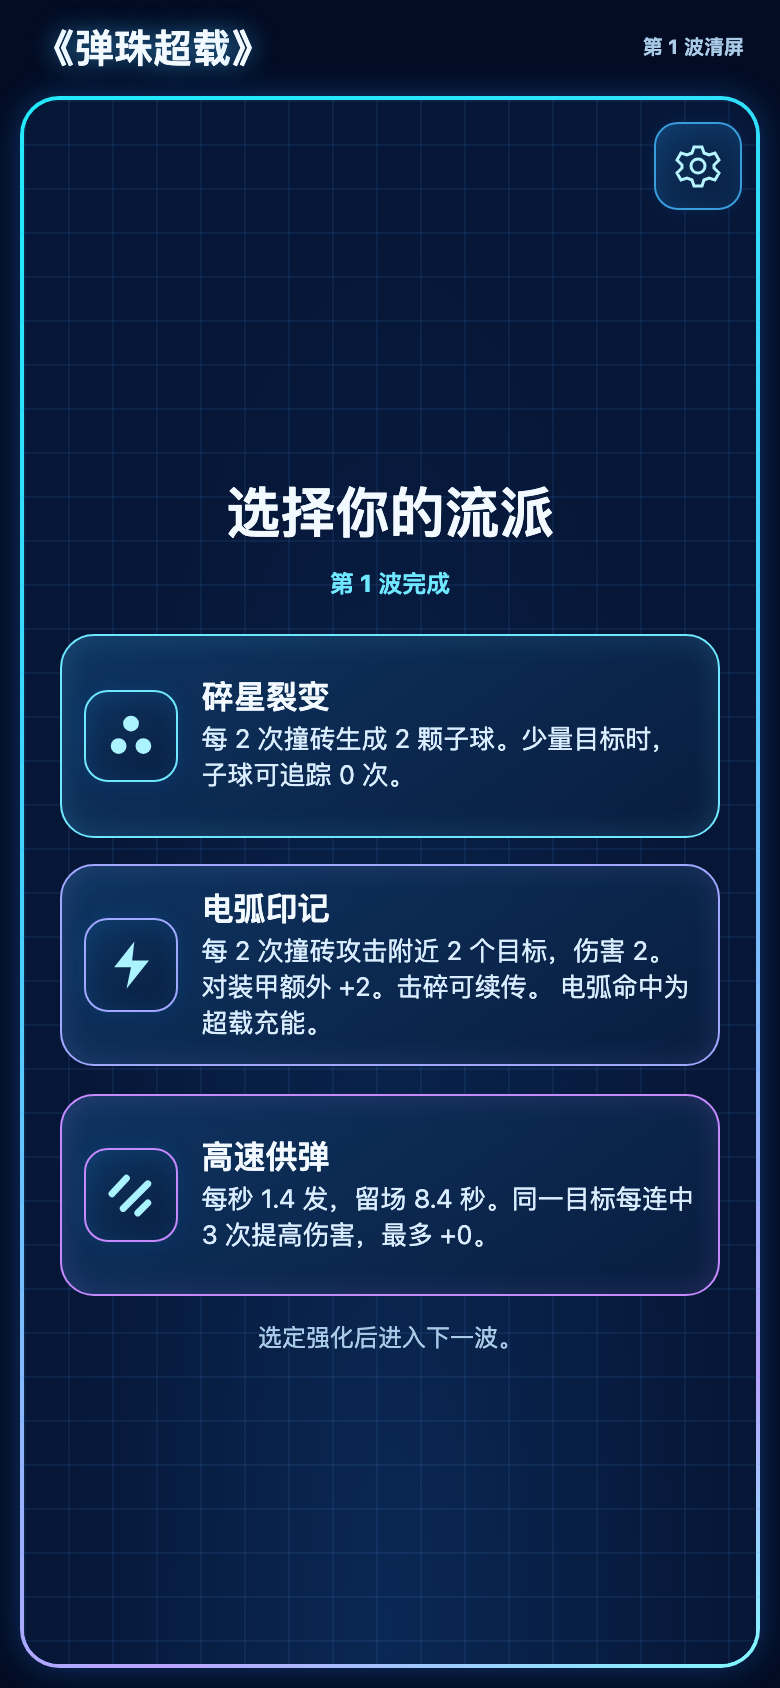 《弹珠超载》
第 1 波清屏
选择你的流派
第 1 波完成
碎星裂变
每 2 次撞砖生成 2 颗子球。少量目标时，
子球可追踪 0 次。
电弧印记
每 2 次撞砖攻击附近 2 个目标，伤害 2。
对装甲额外 +2。击碎可续传。 电弧命中为
超载充能。
高速供弹
每秒 1.4 发，留场 8.4 秒。同一目标每连中
3 次提高伤害，最多 +0。
选定强化后进入下一波。